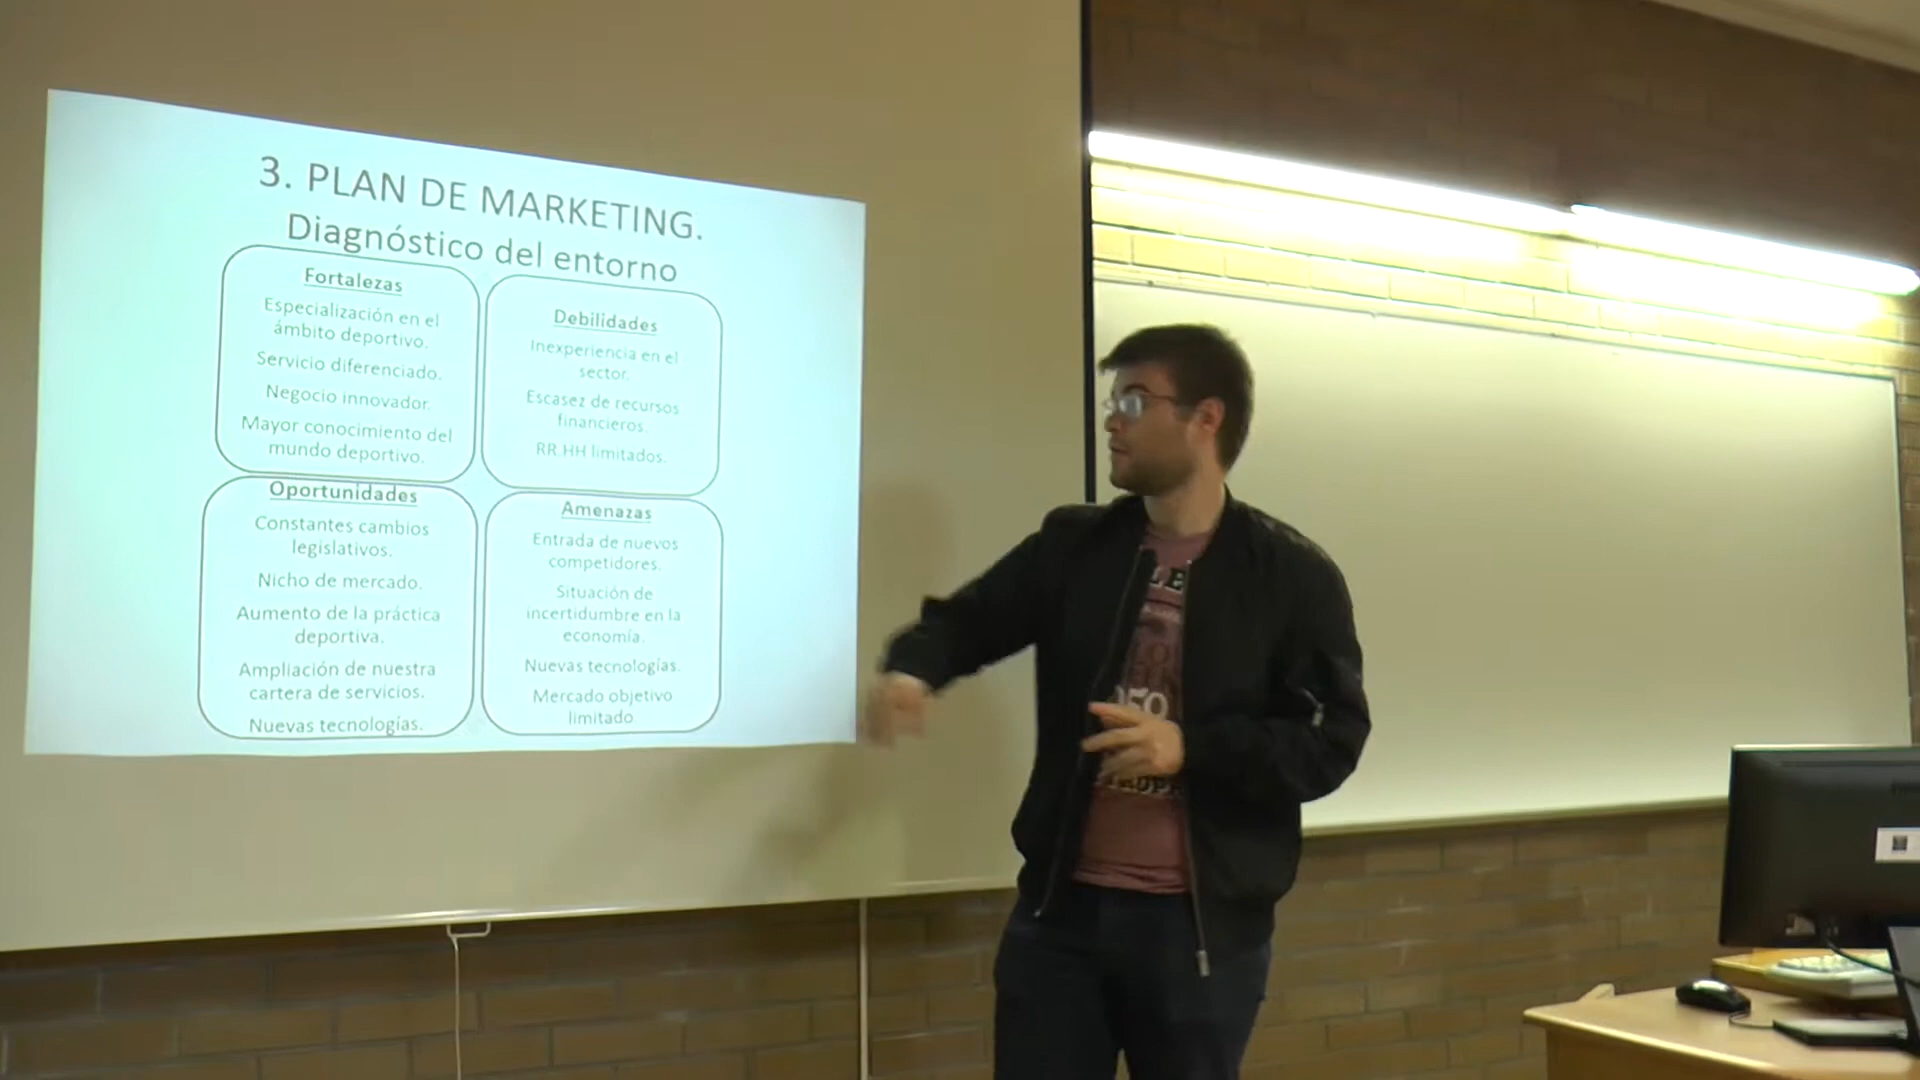 3. PLAN DE MARKETING.
Diagnóstico del entorno
Fortalezas
Especialización en el
ámbito deportivo.
Servicio diferenciado.
Negocio innovador.
Mayor conocimiento del
mundo deportivo.
Debilidades
Inexperiencia en el
sector.
Escasez de recursos
financieros.
RR.HH limitados.
Oportunidades
Constantes cambios
legislativos.
Nicho de mercado.
Aumento de la práctica
deportiva.
Ampliación de nuestra
cartera de servicios.
Nuevas tecnologías.
Amenazas
Entrada de nuevos
competidores.
Situación de
incertidumbre en la
economía.
Nuevas tecnologías.
Mercado objetivo
limitado